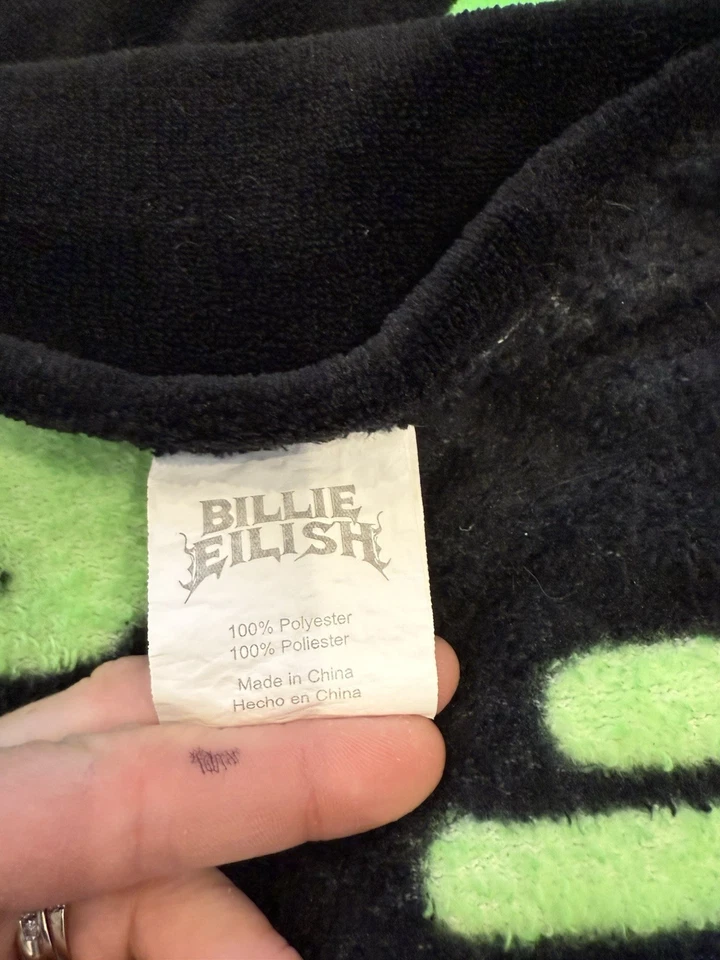 BILLIE
EILISH
100% Polyester
100% Poliester
Made in China
Hecho en China